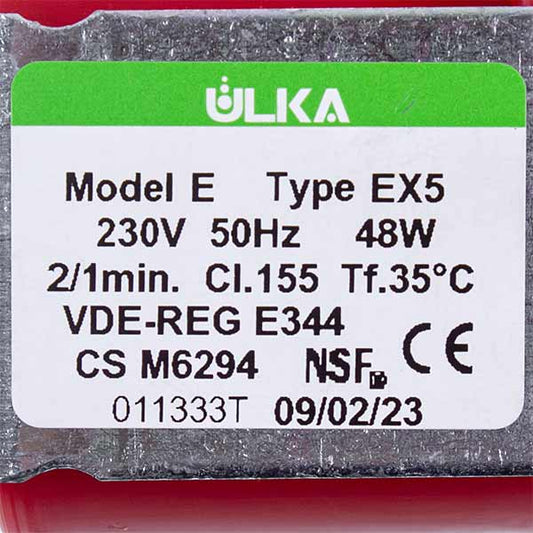 ÜLKA
Model E Type EX5
230V 50Hz 48W
2/1min. Cl.155 Tf.35°C
VDE-REG E344
CS M6294 NSF CE
011333T 09/02/23